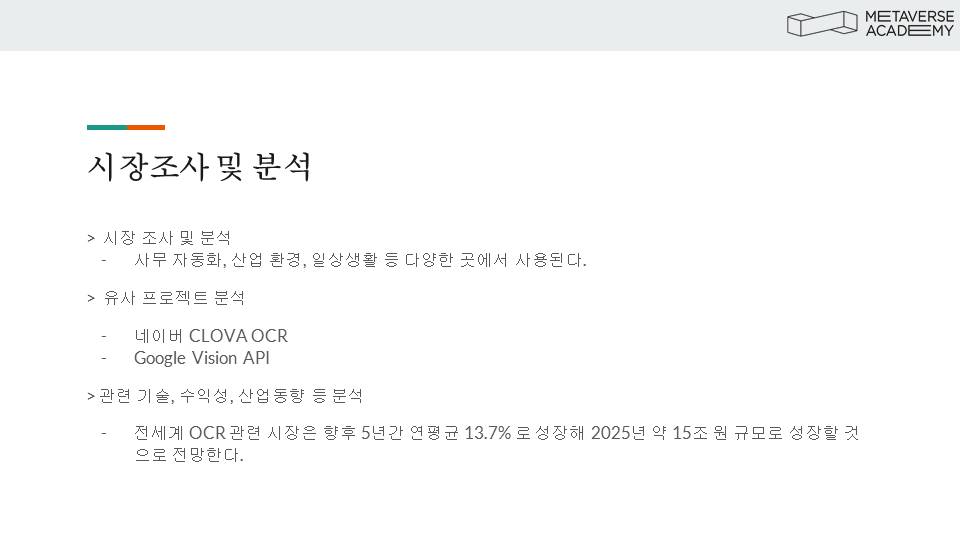 METAVERSE
ACADEMY
시장조사 및 분석
> 시장 조사 및 분석
- 사무 자동화, 산업 환경, 일상생활 등 다양한 곳에서 사용된다.
> 유사 프로젝트 분석
- 네이버 CLOVA OCR
- Google Vision API
> 관련 기술, 수익성, 산업동향 등 분석
- 전세계 OCR 관련 시장은 향후 5년간 연평균 13.7% 로 성장해 2025년 약 15조 원 규모로 성장할 것
으로 전망한다.